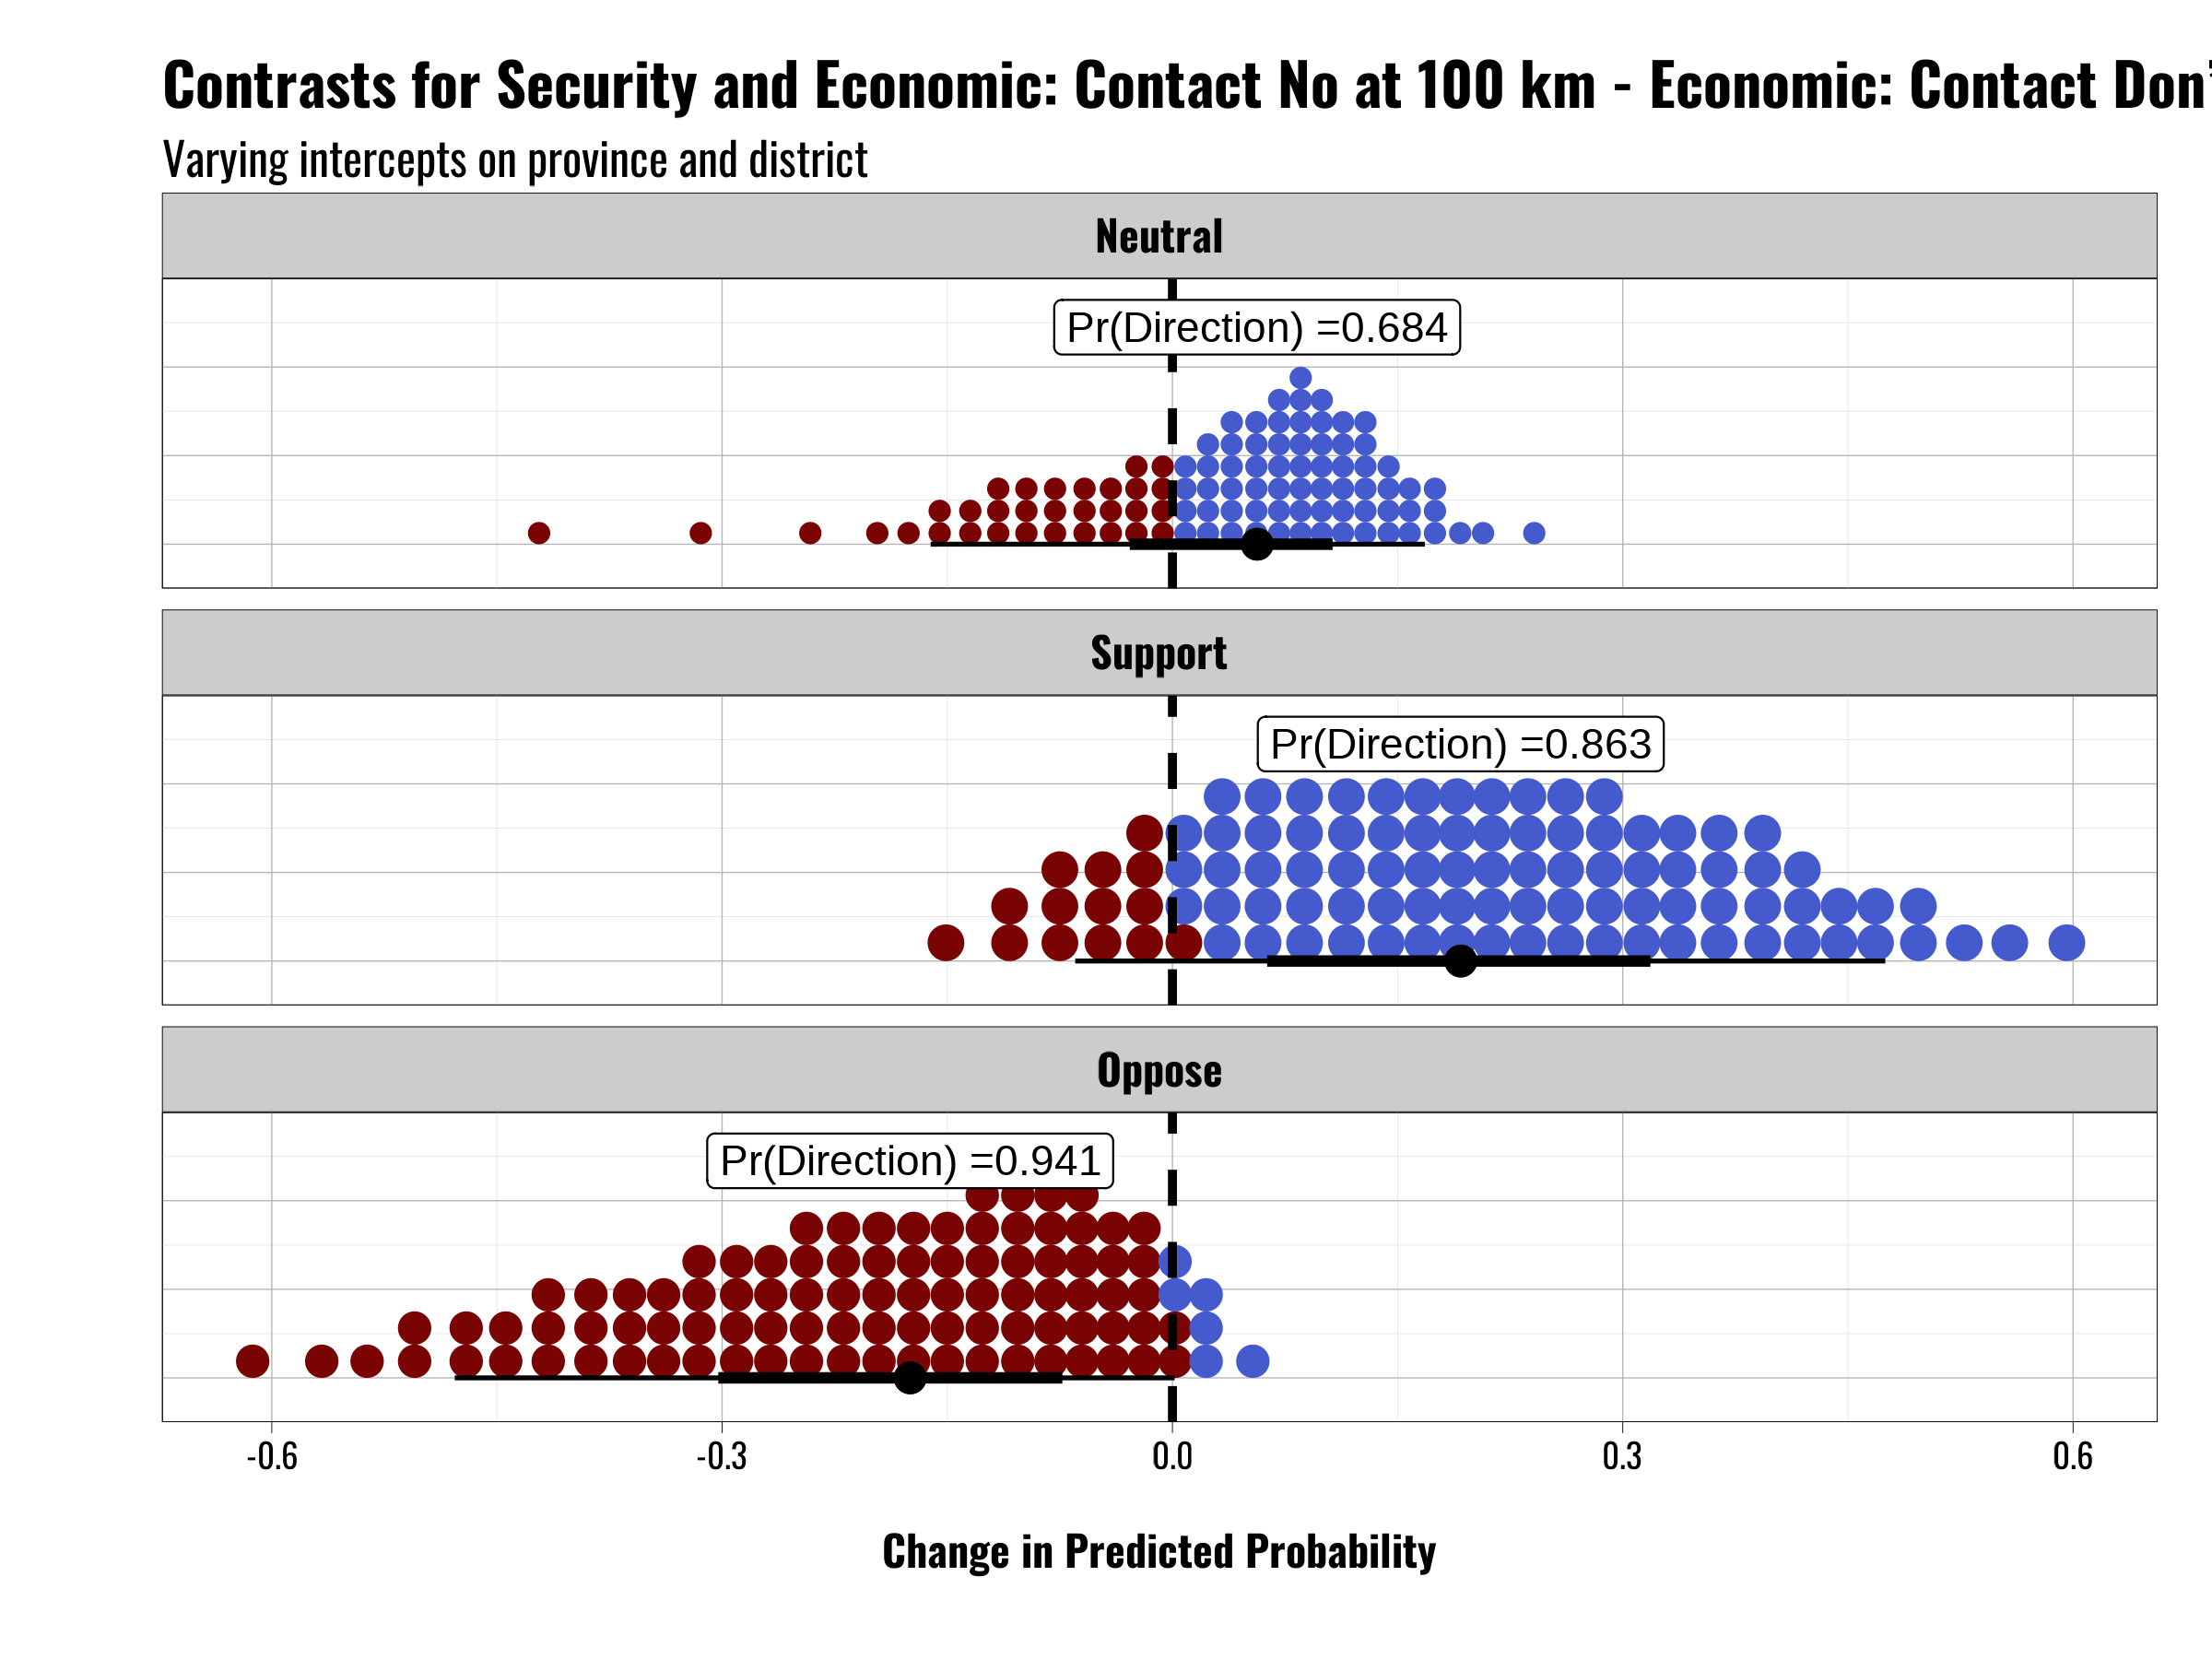 Contrasts for Security and Economic: Contact No at 100 km - Economic: Contact Don'
Varying intercepts on province and district
Neutral
Pr(Direction) =0.684
Support
Pr(Direction) =0.863
Oppose
Pr(Direction) =0.941
-0.6 -0.3 0.0 0.3 0.6
Change in Predicted Probability